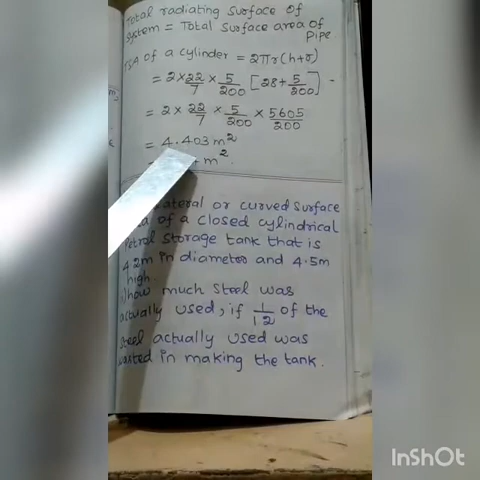 Total radiating surface of
System = Total Surface area of
Pipe
TSA of a cylinder = 2πr(h+r)
= 2 × 22/7 × 5/200 [28 + 5/200]
= 2 × 22/7 × 5/200 × 5605/200
= 4.403 m²
m²
lateral or curved surface
of a closed cylindrical
Petrol storage tank that is
4.2m in diameter and 4.5m
high.
how much steel was
actually used, if 1/12 of the
Steel actually used was
wasted in making the tank.
InShOt